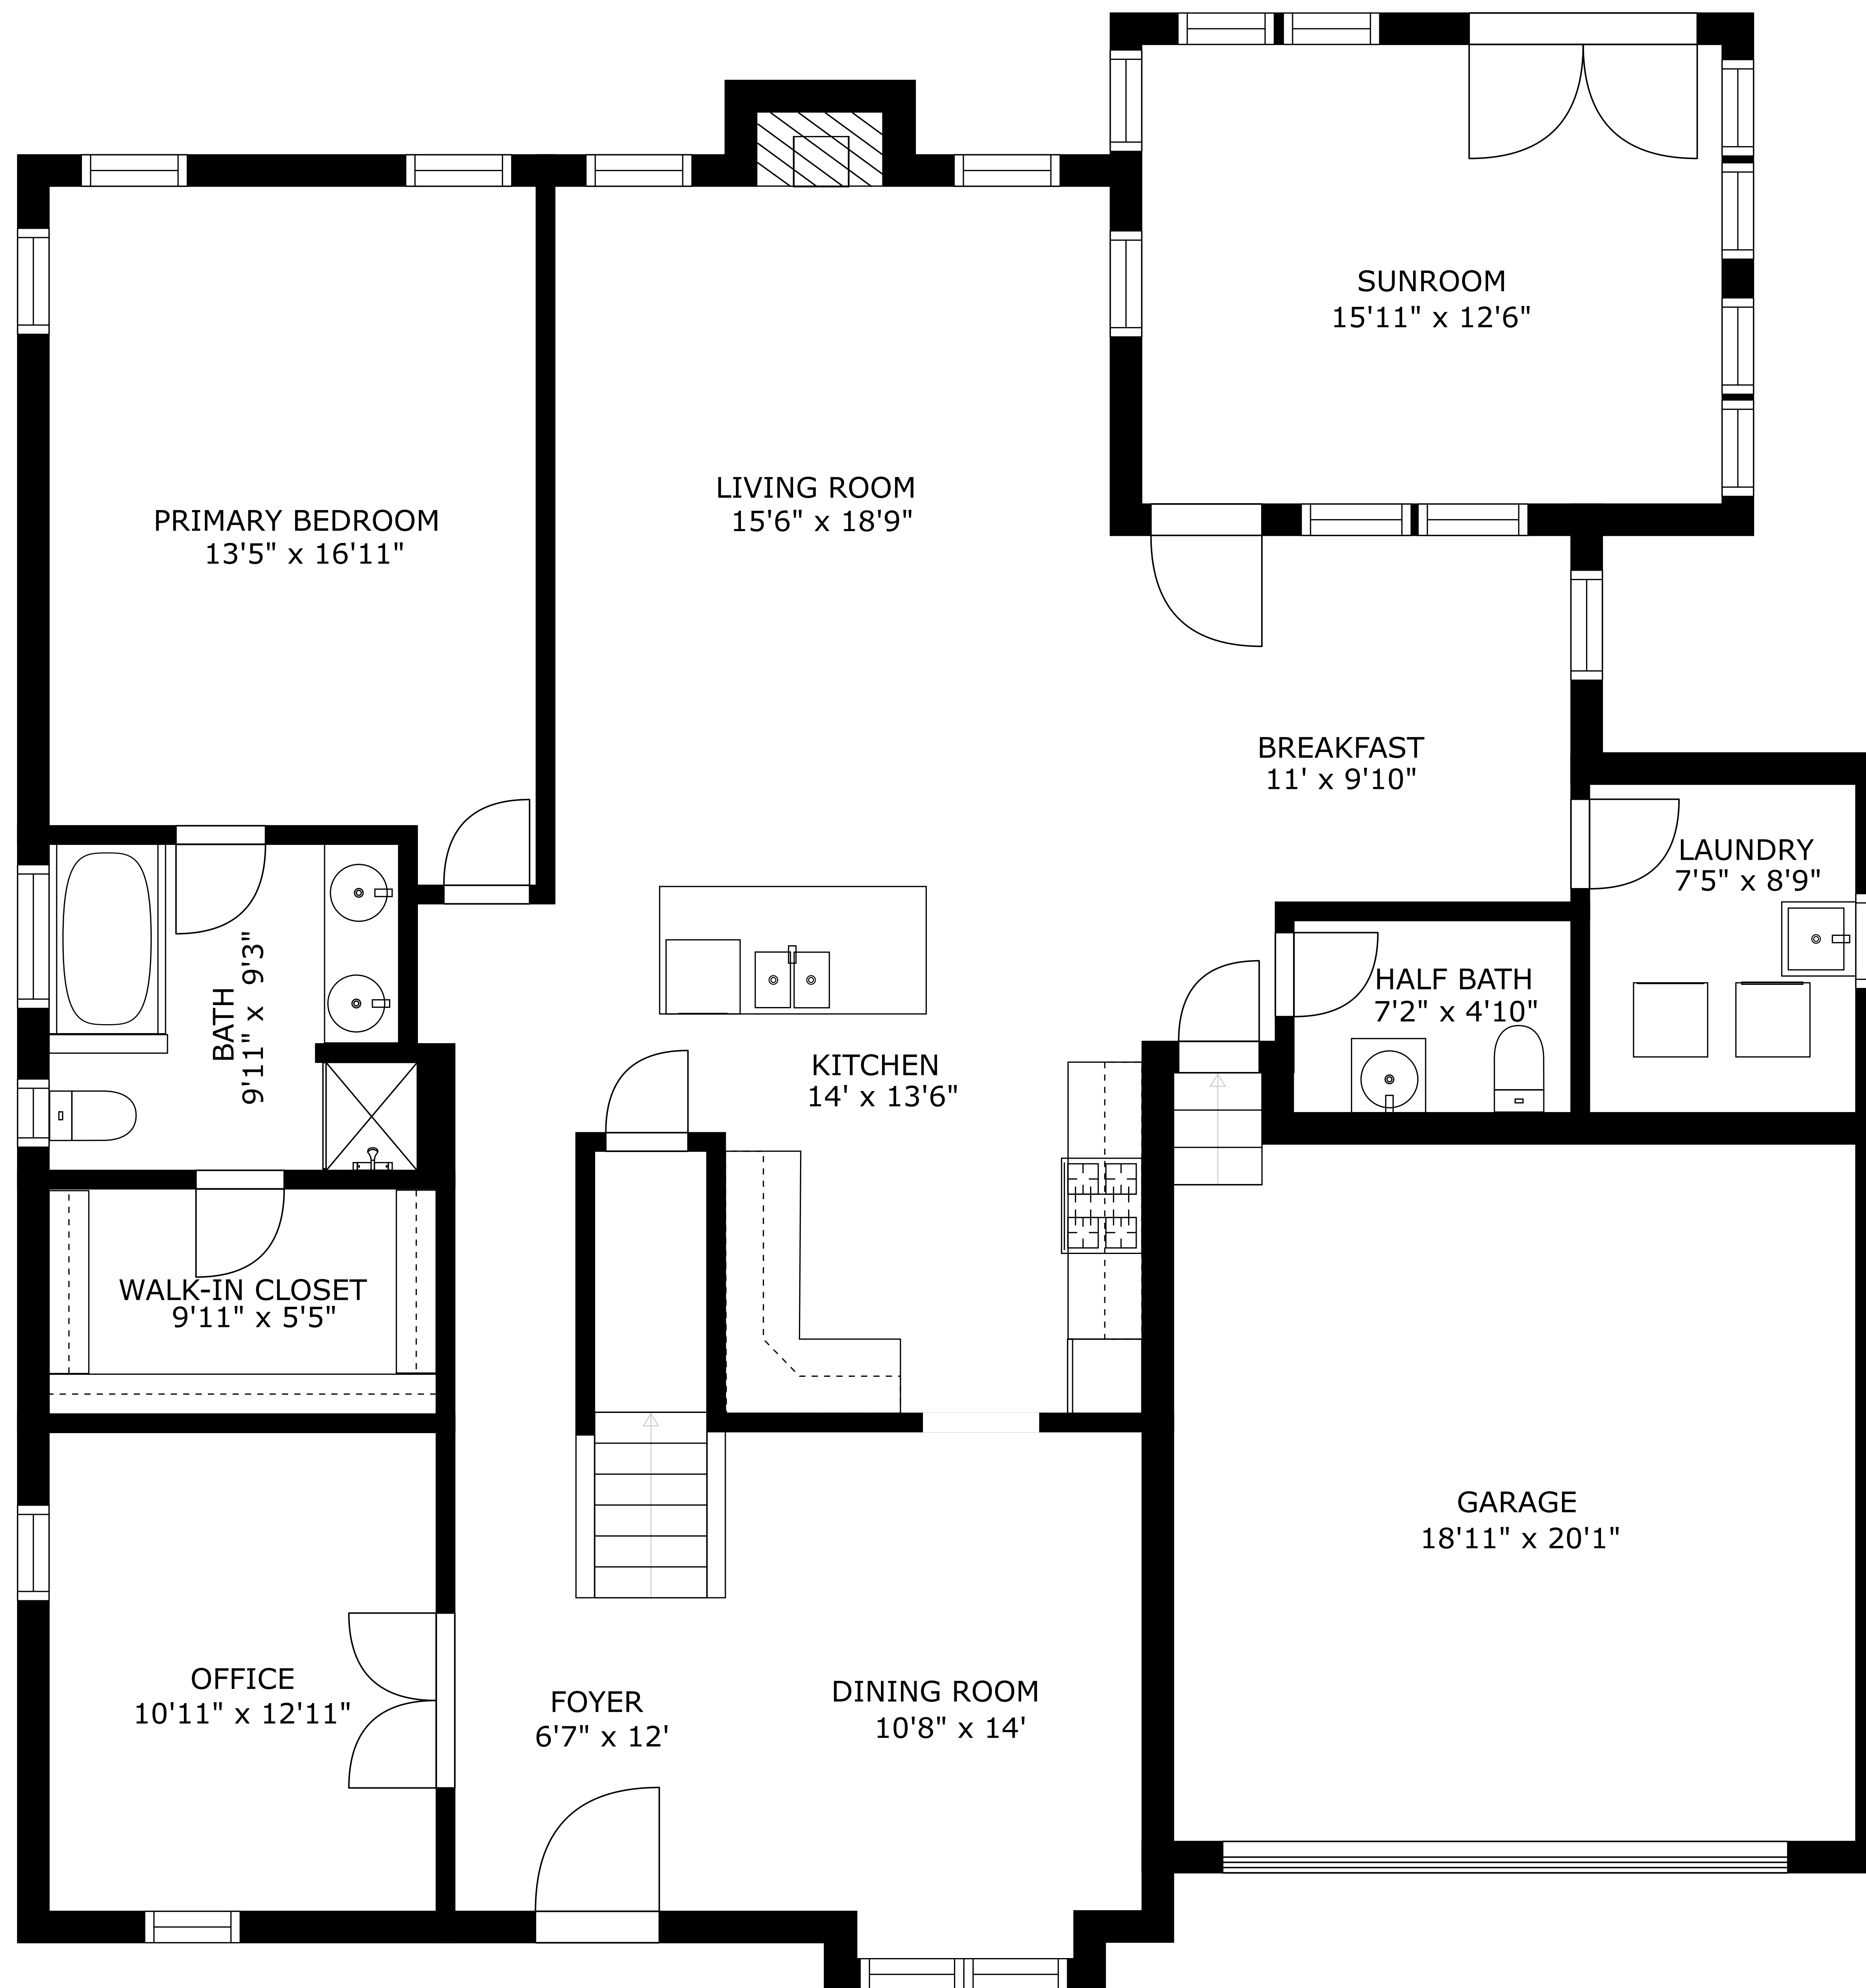 SUNROOM
15'11" x 12'6"
LIVING ROOM
15'6" x 18'9"
PRIMARY BEDROOM
13'5" x 16'11"
BREAKFAST
11' x 9'10"
LAUNDRY
7'5" x 8'9"
HALF BATH
7'2" x 4'10"
BATH
9'11" x 9'3"
KITCHEN
14' x 13'6"
WALK-IN CLOSET
9'11" x 5'5"
GARAGE
18'11" x 20'1"
OFFICE
10'11" x 12'11"
FOYER
6'7" x 12'
DINING ROOM
10'8" x 14'